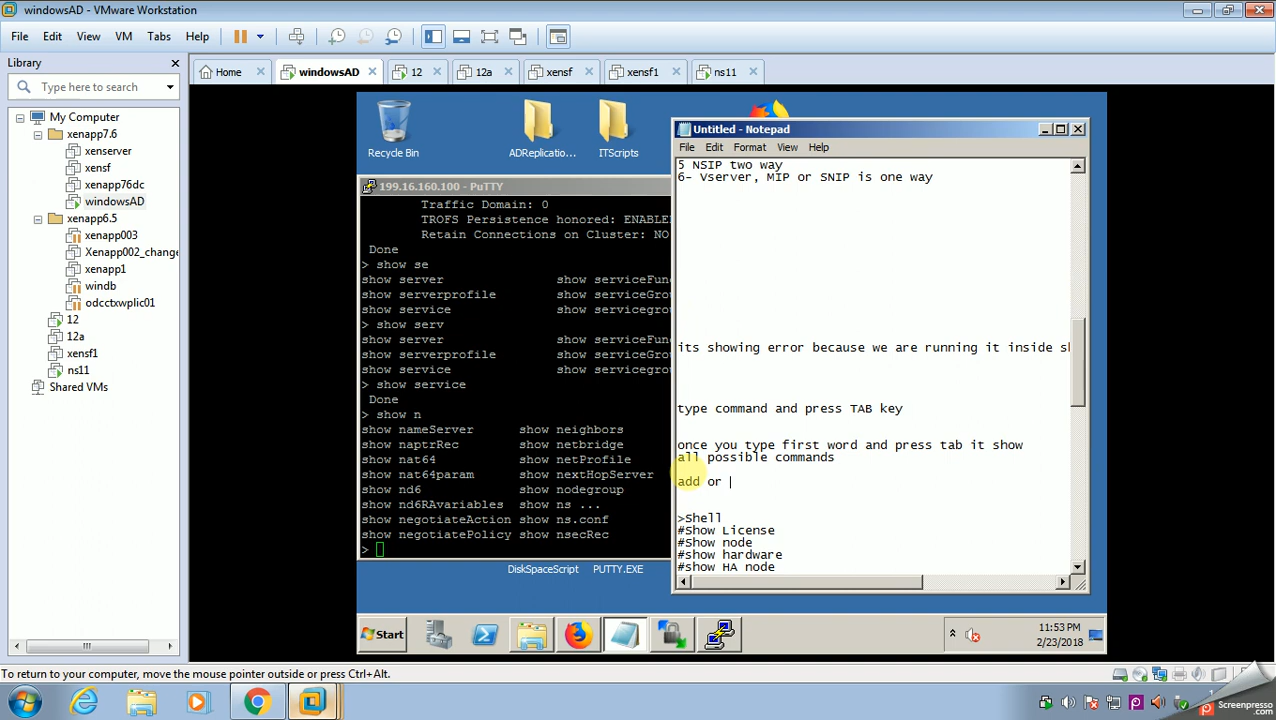 windowsAD - VMware Workstation
File Edit View VM Tabs Help
Library
Type here to search
My Computer
xenapp7.6
xenserver
xensf
xenapp76dc
windowsAD
xenapp6.5
xenapp003
Xenapp002_change
xenapp1
windb
odcctxwplic01
12
12a
xensf1
ns11
Shared VMs
Home windowsAD 12 12a xensf xensf1 ns11
Recycle Bin
ADReplicatio...
ITScripts
199.16.160.100 - PuTTY
Traffic Domain: 0
TROFS Persistence honored: ENABLE
Retain Connections on Cluster: NO
Done
> show se
show server show serviceFun
show serverprofile show serviceGro
show service show servicegrou
> show serv
show server show serviceFun
show serverprofile show serviceGro
show service show servicegrou
> show service
Done
> show n
show nameServer show neighbors
show naptrRec show netbridge
show nat64 show netProfile
show nat64param show nextHopServer
show nd6 show nodegroup
show nd6RAvariables show ns ...
show negotiateAction show ns.conf
show negotiatePolicy show nsecRec
>
DiskSpaceScript
PUTTY.EXE
Untitled - Notepad
File Edit Format View Help
5 NSIP two way
6- Vserver, MIP or SNIP is one way
its showing error because we are running it inside sh
type command and press TAB key
once you type first word and press tab it show
all possible commands
add or
>Shell
#Show License
#Show node
#show hardware
#show HA node
Start
11:53 PM
2/23/2018
To return to your computer, move the mouse pointer outside or press Ctrl+Alt.
Screenpresso
.com